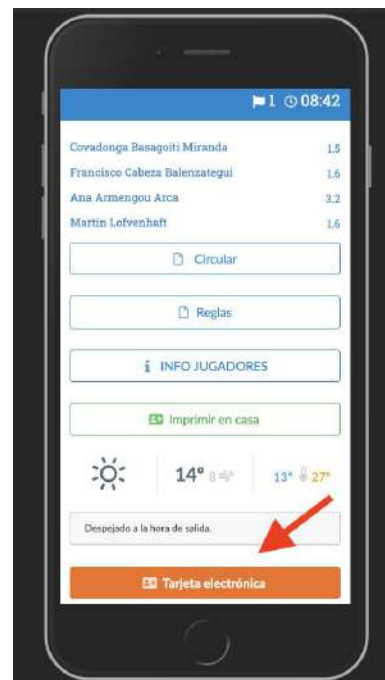 1 08:42
Covadonga Basagoiti Miranda 1.5
Francisco Cabeza Balenzategui 1.6
Ana Armengou Arca 3.2
Martin Lofvenhaft 1.6
Circular
Reglas
INFO JUGADORES
Imprimir en casa
14° 8 13° 27°
Despejado a la hora de salida.
Tarjeta electrónica